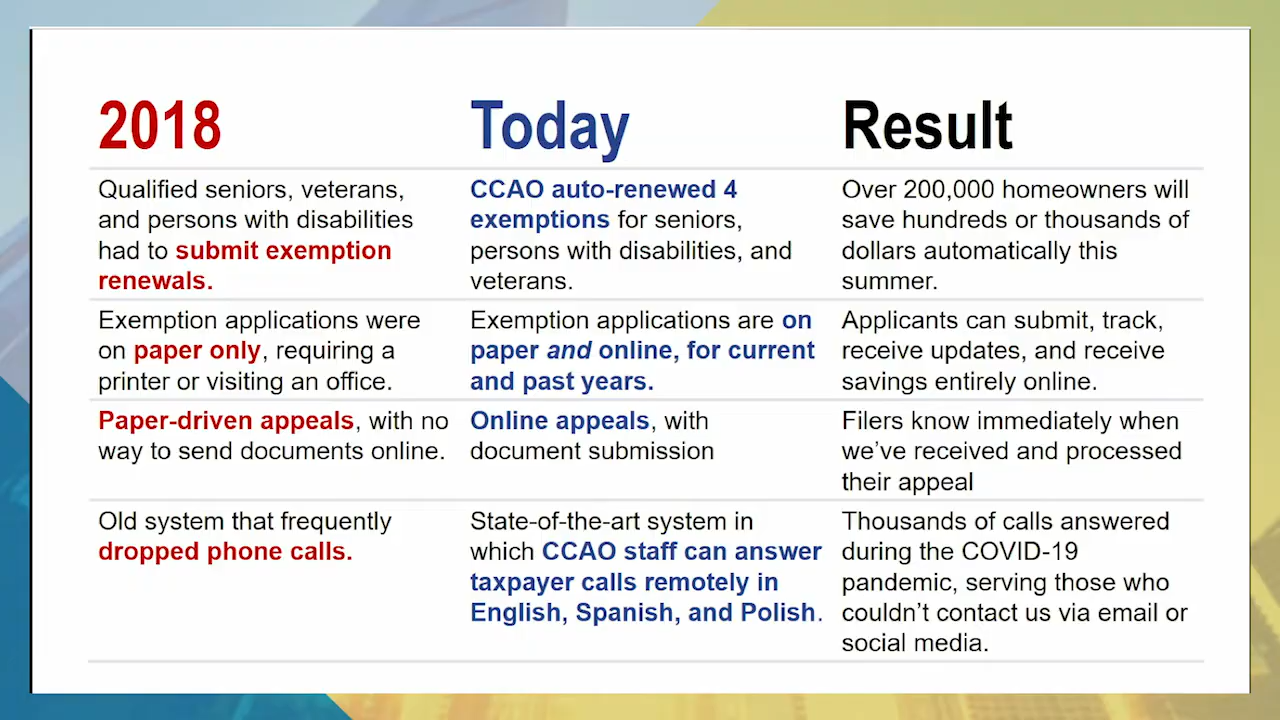 2018
Today
Result
Qualified seniors, veterans,
and persons with disabilities
had to submit exemption
renewals.
CCAO auto-renewed 4
exemptions for seniors,
persons with disabilities, and
veterans.
Over 200,000 homeowners will
save hundreds or thousands of
dollars automatically this
summer.
Exemption applications were
on paper only, requiring a
printer or visiting an office.
Exemption applications are on
paper and online, for current
and past years.
Applicants can submit, track,
receive updates, and receive
savings entirely online.
Paper-driven appeals, with no
way to send documents online.
Online appeals, with
document submission
Filers know immediately when
we’ve received and processed
their appeal
Old system that frequently
dropped phone calls.
State-of-the-art system in
which CCAO staff can answer
taxpayer calls remotely in
English, Spanish, and Polish.
Thousands of calls answered
during the COVID-19
pandemic, serving those who
couldn’t contact us via email or
social media.